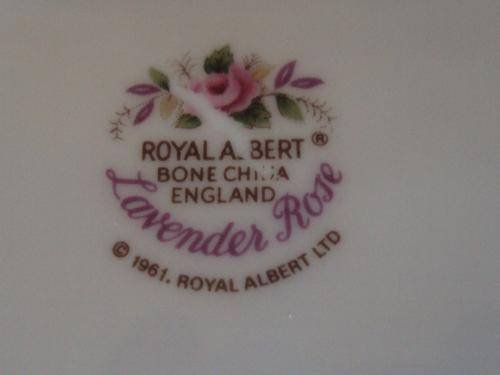 ROYAL ALBERT ®
BONE CHINA
ENGLAND
Lavender Rose
© 1961. ROYAL ALBERT LTD